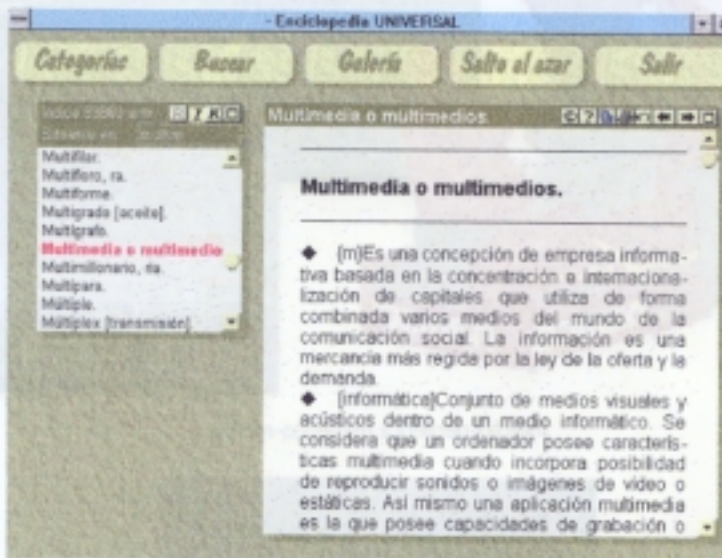 - Enciclopedia UNIVERSAL
Categorías
Buscar
Galería
Salto al azar
Salir
Multifilar.
Multifloro, ra.
Multiforme.
Multigrado [aceite].
Multígrafo.
Multimedia o multimedio
Multimillonario, ria.
Multípara.
Múltiple.
Múltiplex [transmisión].
Multimedia o multimedios
Multimedia o multimedios.
◆ {m}Es una concepción de empresa informa-
tiva basada en la concentración e internaciona-
lización de capitales que utiliza de forma
combinada varios medios del mundo de la
comunicación social. La información es una
mercancía más regida por la ley de la oferta y la
demanda.
◆ [informática]Conjunto de medios visuales y
acústicos dentro de un medio informático. Se
considera que un ordenador posee caracterís-
ticas multimedia cuando incorpora posibilidad
de reproducir sonidos o imágenes de vídeo o
estáticas. Así mismo una aplicación multimedia
es la que posee capacidades de grabación o